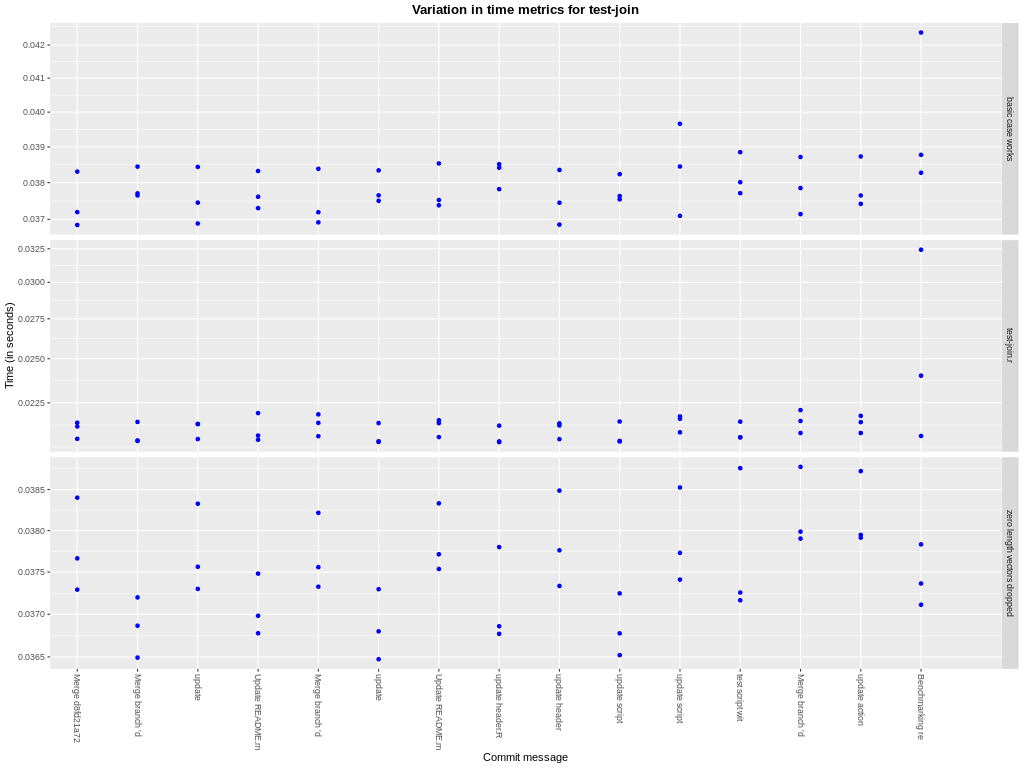 Variation in time metrics for test-join
Time (in seconds)
0.042
0.041
0.040
0.039
0.038
0.037
basic case works
0.0325
0.0300
0.0275
0.0250
0.0225
test-join.r
0.0385
0.0380
0.0375
0.0370
0.0365
zero length vectors dropped
Merge d8fd21a72
Merge branch 'd
update
Update README.m
Merge branch 'd
update
Update README.m
update header.R
update header
update script
update script
test script wit
Merge branch 'd
update action
Benchmarking re
Commit message